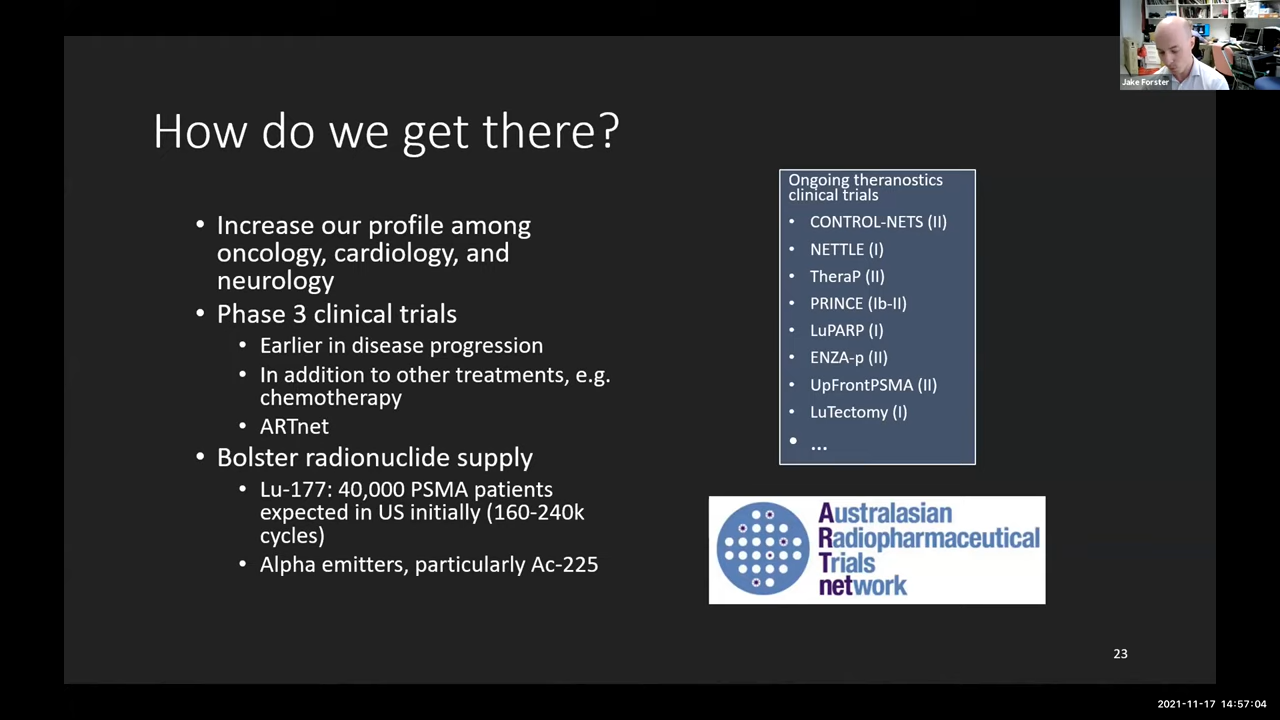 Jake Forster
How do we get there?
• Increase our profile among
oncology, cardiology, and
neurology
• Phase 3 clinical trials
• Earlier in disease progression
• In addition to other treatments, e.g.
chemotherapy
• ARTnet
• Bolster radionuclide supply
• Lu-177: 40,000 PSMA patients
expected in US initially (160-240k
cycles)
• Alpha emitters, particularly Ac-225
Ongoing theranostics
clinical trials
• CONTROL-NETS (II)
• NETTLE (I)
• TheraP (II)
• PRINCE (Ib-II)
• LuPARP (I)
• ENZA-p (II)
• UpFrontPSMA (II)
• LuTectomy (I)
• ...
Australasian
Radiopharmaceutical
Trials
network
23
2021-11-17 14:57:04